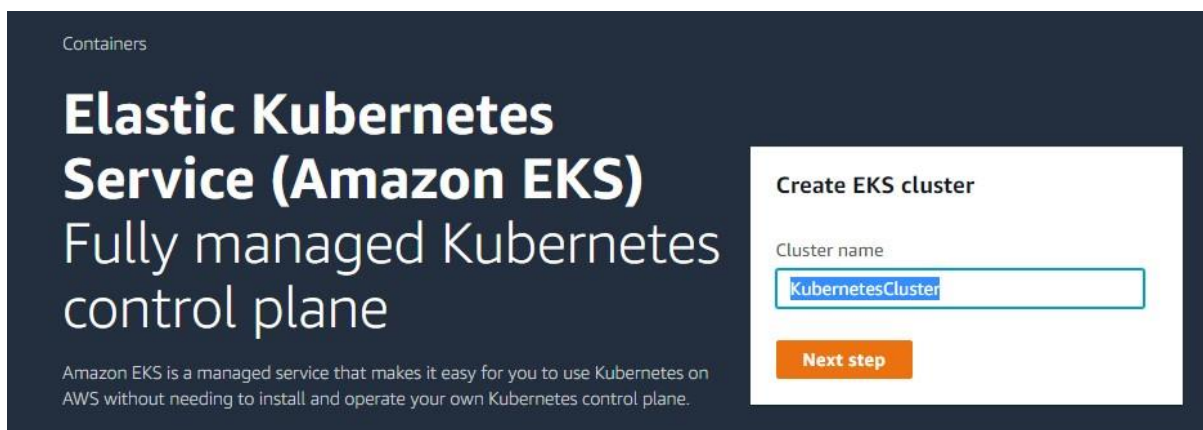 Containers
Elastic Kubernetes
Service (Amazon EKS)
Fully managed Kubernetes
control plane
Amazon EKS is a managed service that makes it easy for you to use Kubernetes on
AWS without needing to install and operate your own Kubernetes control plane.
Create EKS cluster
Cluster name
KubernetesCluster
Next step